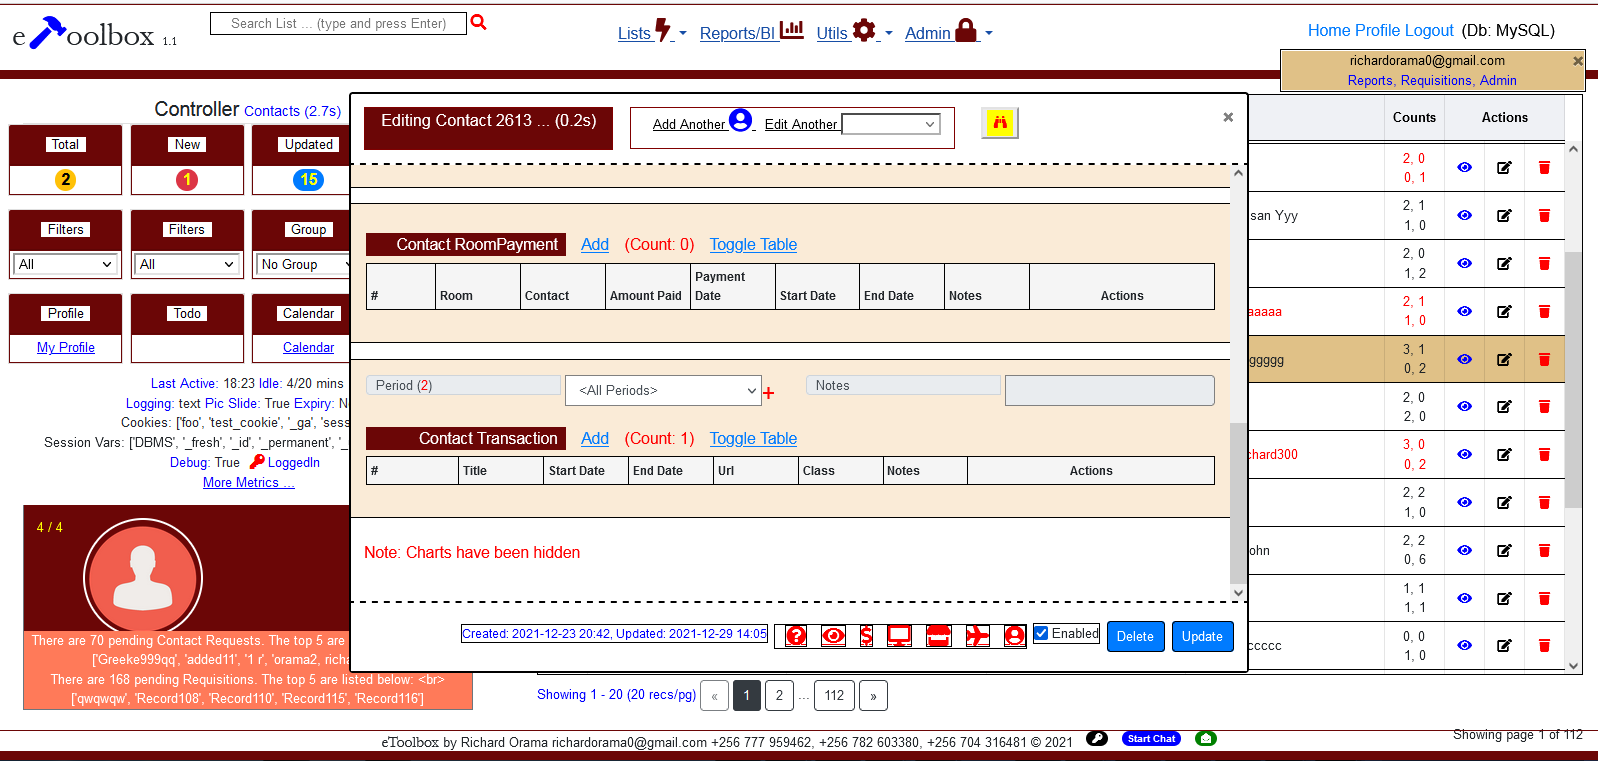 eToolbox 1.1
Search List ... (type and press Enter)
Lists Reports/BI Utils Admin
Home Profile Logout (Db: MySQL)
richardorama0@gmail.com ×
Reports, Requisitions, Admin
Controller Contacts (2.7s)
Total New Updated
2 1 15
Filters Filters Group
All All No Group
Profile Todo Calendar
My Profile Calendar
Last Active: 18:23 Idle: 4/20 mins
Logging: text Pic Slide: True Expiry: N
Cookies: ['foo', 'test_cookie', '_ga', 'sess
Session Vars: ['DBMS', '_fresh', '_id', '_permanent', '_
Debug: True LoggedIn
More Metrics ...
4 / 4
There are 70 pending Contact Requests. The top 5 are
['Greeke999qq', 'added11', '1 r', 'orama2, richa
There are 168 pending Requisitions. The top 5 are listed below: <br>
['qwqwqw', 'Record108', 'Record110', 'Record115', 'Record116']
Editing Contact 2613 ... (0.2s)
Add Another Edit Another
×
Contact RoomPayment Add (Count: 0) Toggle Table
# Room Contact Amount Paid Payment Date Start Date End Date Notes Actions
Period (2) <All Periods> + Notes
Contact Transaction Add (Count: 1) Toggle Table
# Title Start Date End Date Url Class Notes Actions
Note: Charts have been hidden
Created: 2021-12-23 20:42, Updated: 2021-12-29 14:05
Enabled Delete Update
Counts Actions
2, 0
0, 1
san Yyy 2, 1
1, 0
2, 0
1, 2
aaaaa 2, 1
1, 0
ggggg 3, 1
0, 2
2, 0
2, 0
chard300 3, 0
0, 2
2, 2
1, 0
ohn 2, 2
0, 6
1, 1
1, 1
ccccc 0, 0
1, 0
Showing 1 - 20 (20 recs/pg) « 1 2 ... 112 »
Showing page 1 of 112
eToolbox by Richard Orama richardorama0@gmail.com +256 777 959462, +256 782 603380, +256 704 316481 © 2021 Start Chat